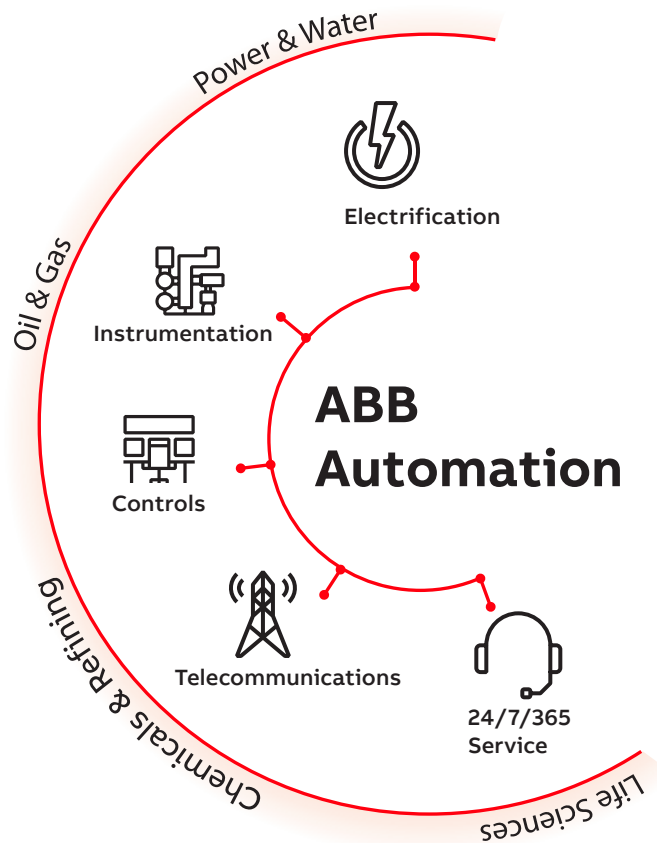 Power & Water
Electrification
Oil & Gas
Instrumentation
ABB
Automation
Controls
Chemicals & Refining
Telecommunications
24/7/365
Service
Life Sciences